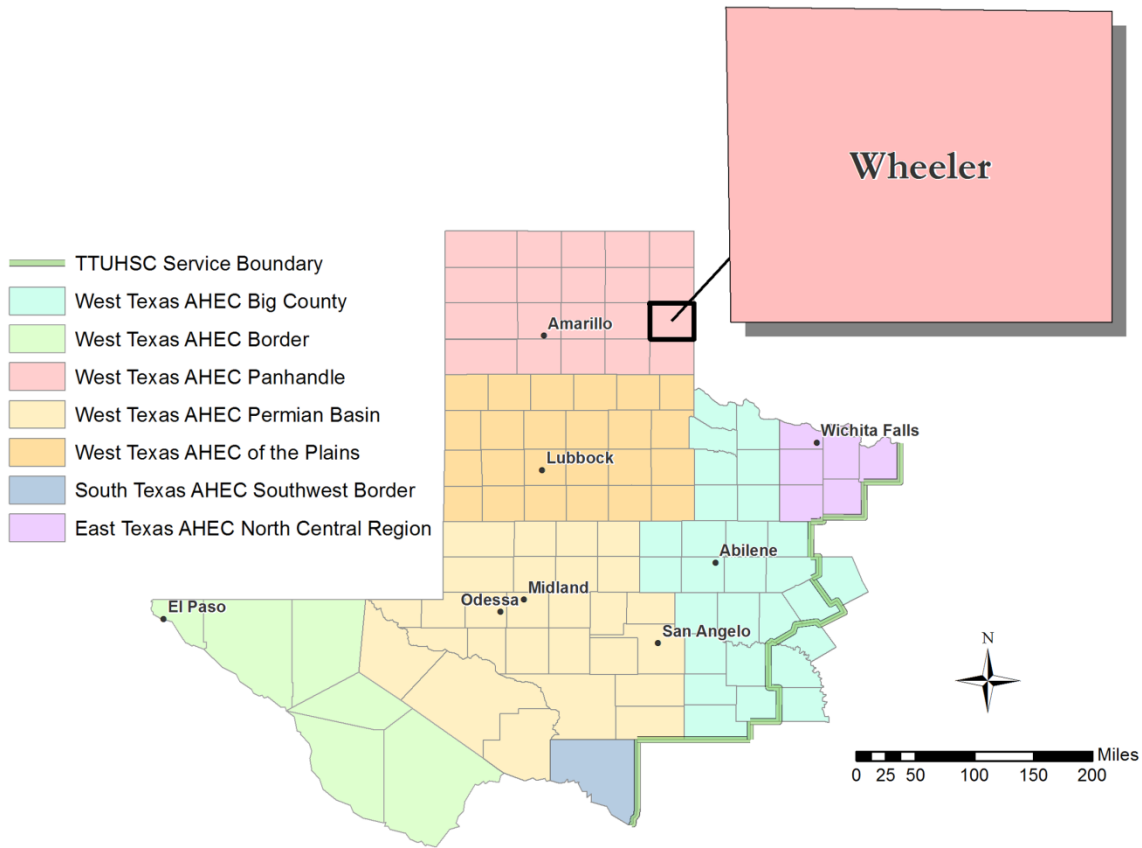 Wheeler
TTUHSC Service Boundary
West Texas AHEC Big County
West Texas AHEC Border
West Texas AHEC Panhandle
West Texas AHEC Permian Basin
West Texas AHEC of the Plains
South Texas AHEC Southwest Border
East Texas AHEC North Central Region
Amarillo
Wichita Falls
Lubbock
Abilene
Midland
Odessa
El Paso
San Angelo
N
Miles
0 25 50 100 150 200